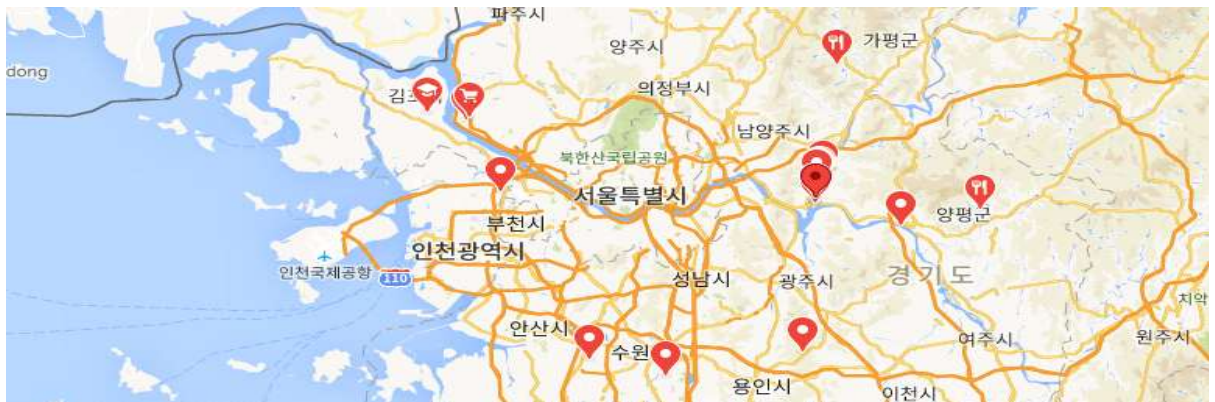 파주시
양주시
가평군
dong
의정부시
남양주시
북한산국립공원
서울특별시
부천시
양평군
인천광역시
인천국제공항
110
성남시
광주시
경기도
치악
안산시
수원
여주시
원주시
용인시
이천시